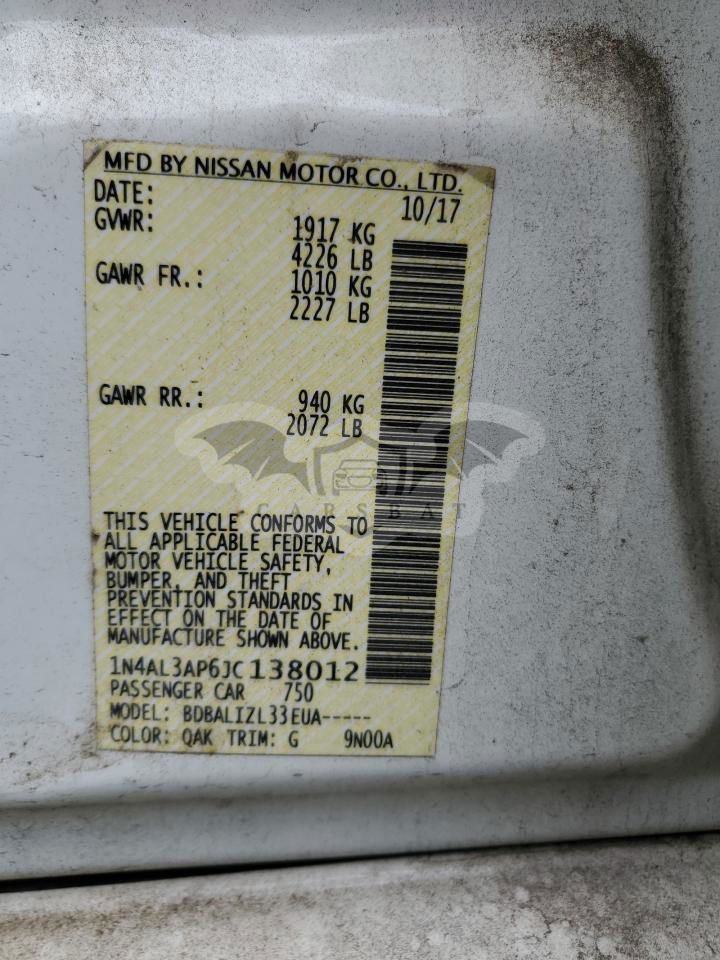 MFD BY NISSAN MOTOR CO., LTD.
DATE: 10/17
GVWR: 1917 KG
4226 LB
GAWR FR.: 1010 KG
2227 LB
GAWR RR.: 940 KG
2072 LB
CARSBAT
THIS VEHICLE CONFORMS TO
ALL APPLICABLE FEDERAL
MOTOR VEHICLE SAFETY,
BUMPER, AND THEFT
PREVENTION STANDARDS IN
EFFECT ON THE DATE OF
MANUFACTURE SHOWN ABOVE.
1N4AL3AP6JC138012
PASSENGER CAR 750
MODEL: BDBALIZL33EUA-----
COLOR: QAK TRIM: G 9N00A